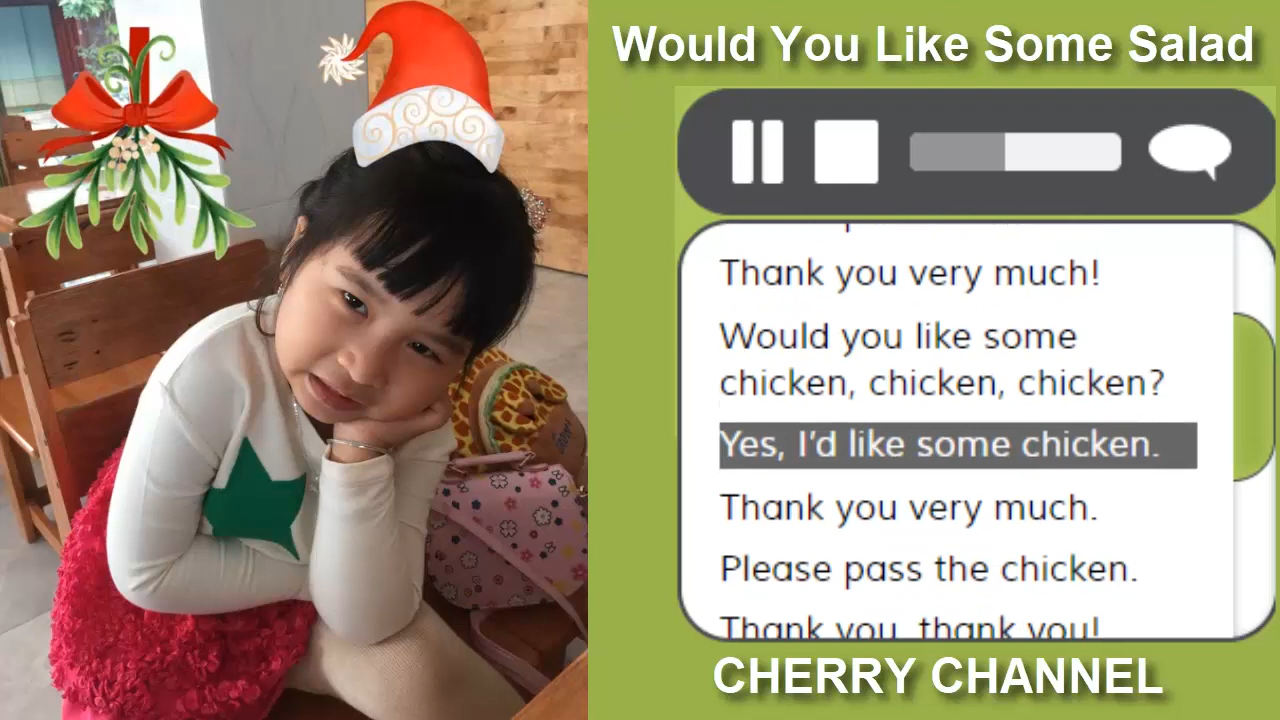 Would You Like Some Salad
Thank you very much!
Would you like some
chicken, chicken, chicken?
Yes, I'd like some chicken.
Thank you very much.
Please pass the chicken.
Thank you, thank you!
CHERRY CHANNEL